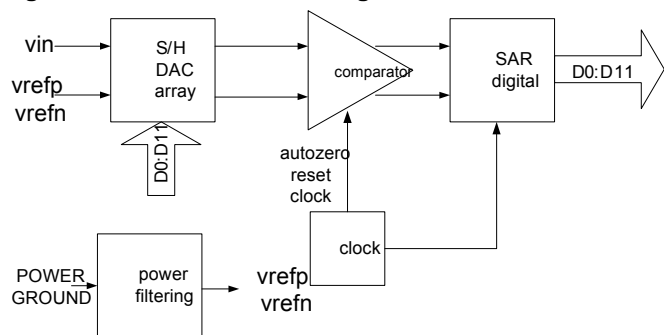 vin
vrefp
vrefn
S/H
DAC
array
D0:D11
comparator
SAR
digital
D0:D11
autozero
reset
clock
clock
POWER
GROUND
power
filtering
vrefp
vrefn